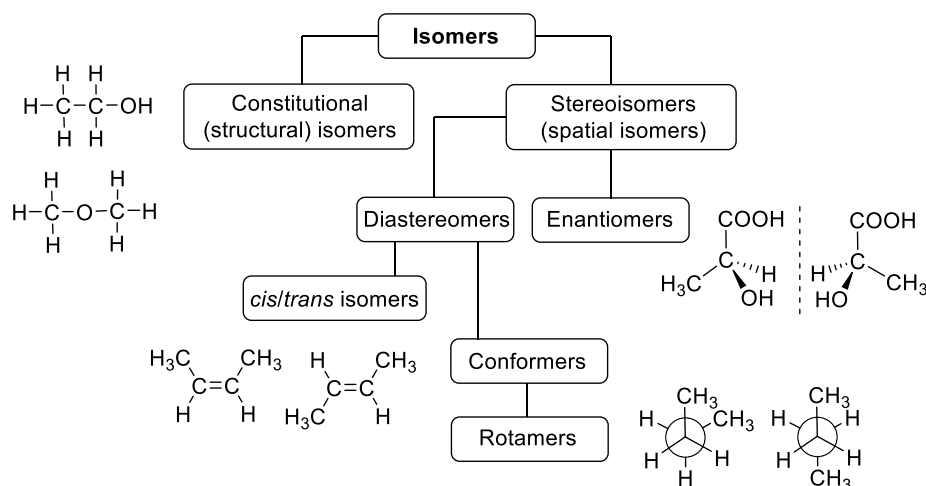 Isomers
Constitutional
(structural) isomers
Stereoisomers
(spatial isomers)
H H
H C C OH
H H
H H
H C O C H
H H
Diastereomers
Enantiomers
COOH
C
H
H₃C
OH
COOH
H
C
CH₃
HO
cis/trans isomers
H₃C CH₃
C=C
H H
H CH₃
C=C
H₃C H
Conformers
Rotamers
CH₃
H CH₃
H H
H
CH₃
H H
H H
CH₃